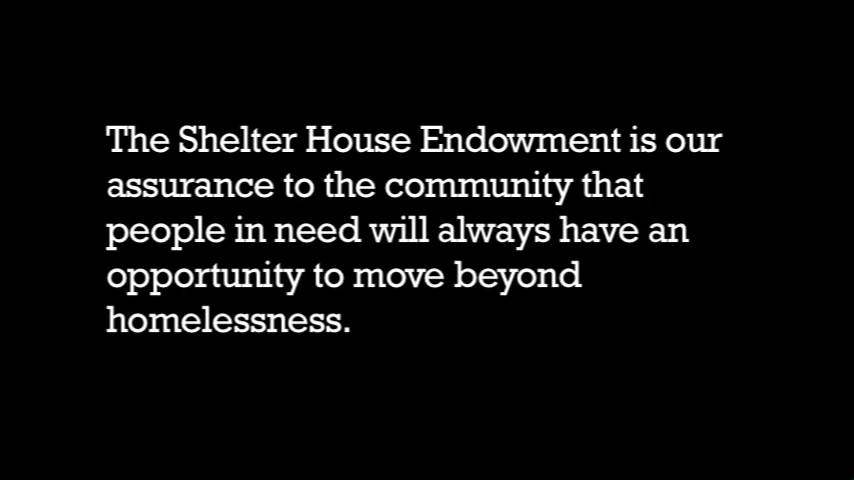 The Shelter House Endowment is our
assurance to the community that
people in need will always have an
opportunity to move beyond
homelessness.